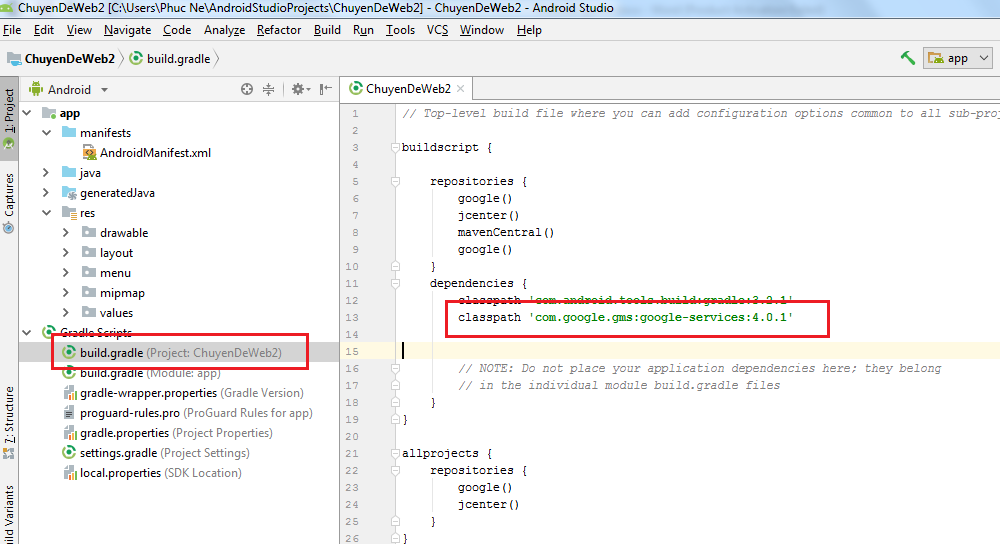 ChuyenDeWeb2 [C:\Users\Phuc Ne\AndroidStudioProjects\ChuyenDeWeb2] - ChuyenDeWeb2 - Android Studio
File Edit View Navigate Code Analyze Refactor Build Run Tools VCS Window Help
ChuyenDeWeb2 build.gradle app
1: Project
Captures
7: Structure
Variants
Android
app
manifests
AndroidManifest.xml
java
generatedJava
res
drawable
layout
menu
mipmap
values
Gradle Scripts
build.gradle (Project: ChuyenDeWeb2)
build.gradle (Module: app)
gradle-wrapper.properties (Gradle Version)
proguard-rules.pro (ProGuard Rules for app)
gradle.properties (Project Properties)
settings.gradle (Project Settings)
local.properties (SDK Location)
ChuyenDeWeb2
1 // Top-level build file where you can add configuration options common to all sub-proj
2
3 buildscript {
4
5 repositories {
6 google()
7 jcenter()
8 mavenCentral()
9 google()
10 }
11 dependencies {
12 classpath 'com.android.tools.build:gradle:3.2.1'
13 classpath 'com.google.gms:google-services:4.0.1'
14
15
16 // NOTE: Do not place your application dependencies here; they belong
17 // in the individual module build.gradle files
18 }
19 }
20
21 allprojects {
22 repositories {
23 google()
24 jcenter()
25 }
26 }